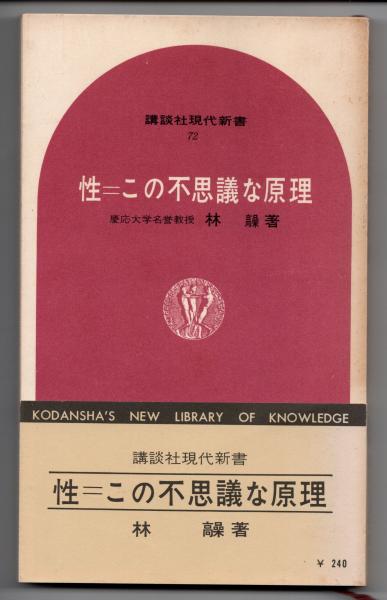 講談社現代新書
72
性=この不思議な原理
慶応大学名誉教授 林 髞著
KODANSHA'S NEW LIBRARY OF KNOWLEDGE
講談社現代新書
性=この不思議な原理
林 髞著
¥ 240